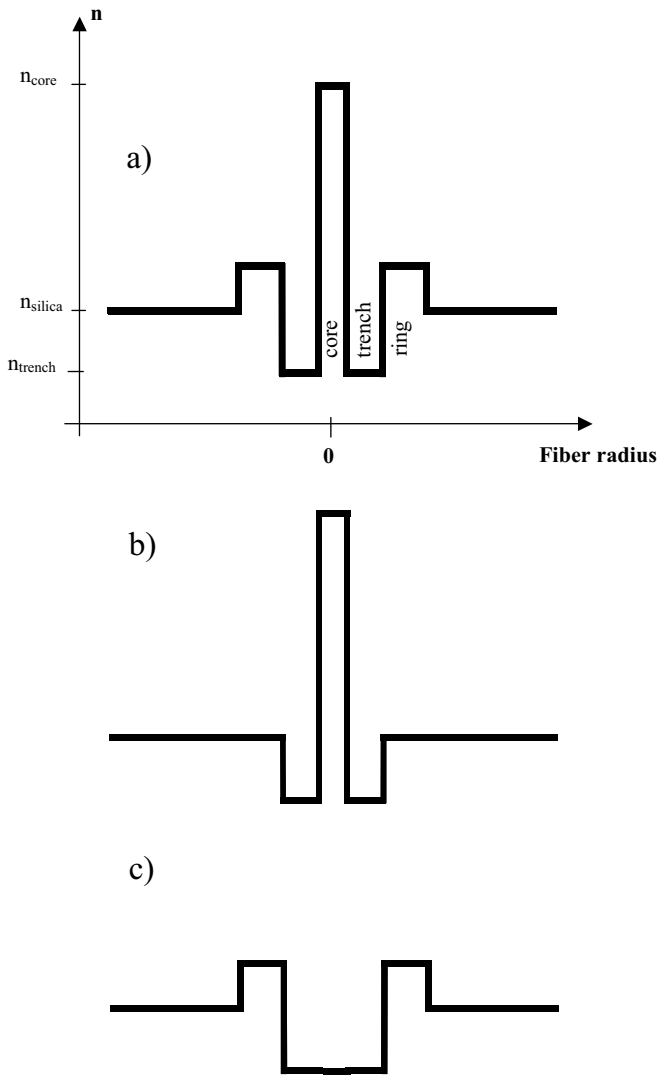 n
n_core
a)
n_silica
core
trench
ring
n_trench
0
Fiber radius
b)
c)